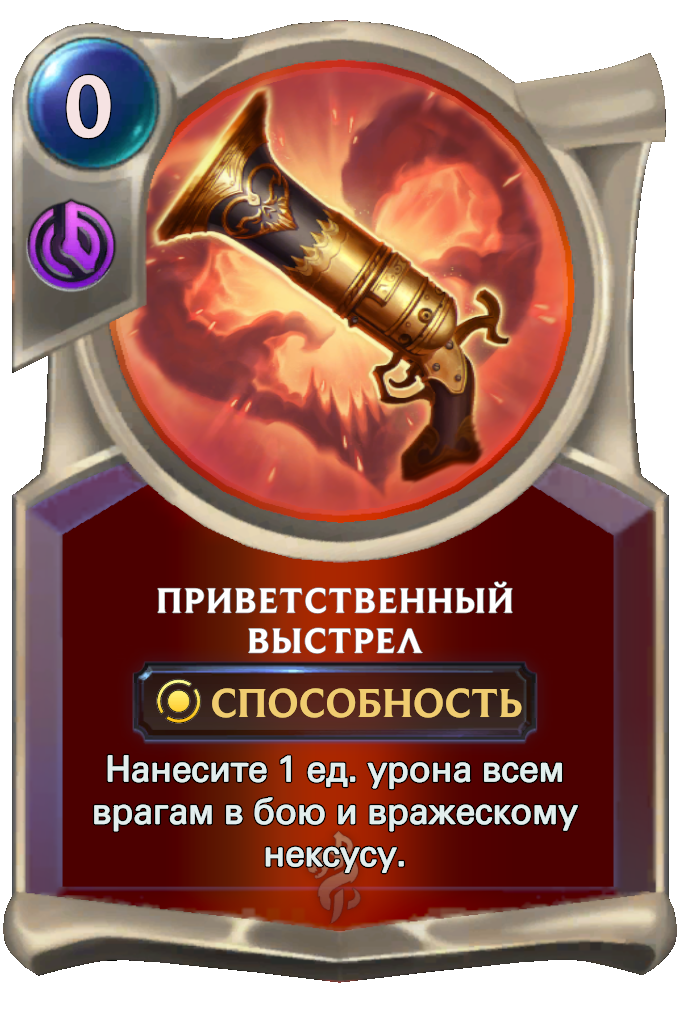 0
ПРИВЕТСТВЕННЫЙ
ВЫСТРЕЛ
СПОСОБНОСТЬ
Нанесите 1 ед. урона всем
врагам в бою и вражескому
нексусу.